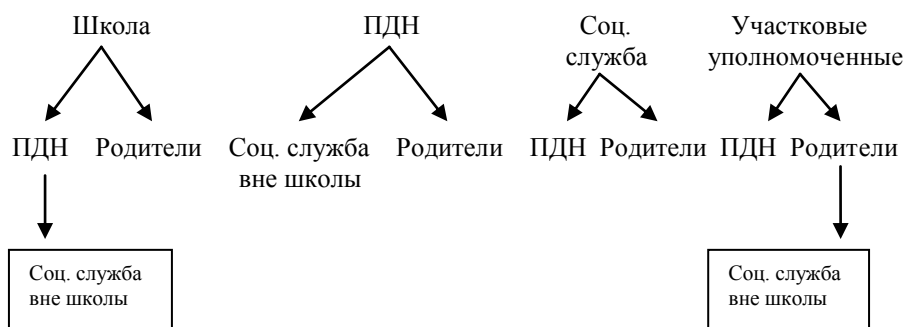 Школа ПДН Соц. служба Участковые уполномоченные
ПДН Родители Соц. служба вне школы Родители ПДН Родители ПДН Родители
Соц. служба
вне школы
Соц. служба
вне школы